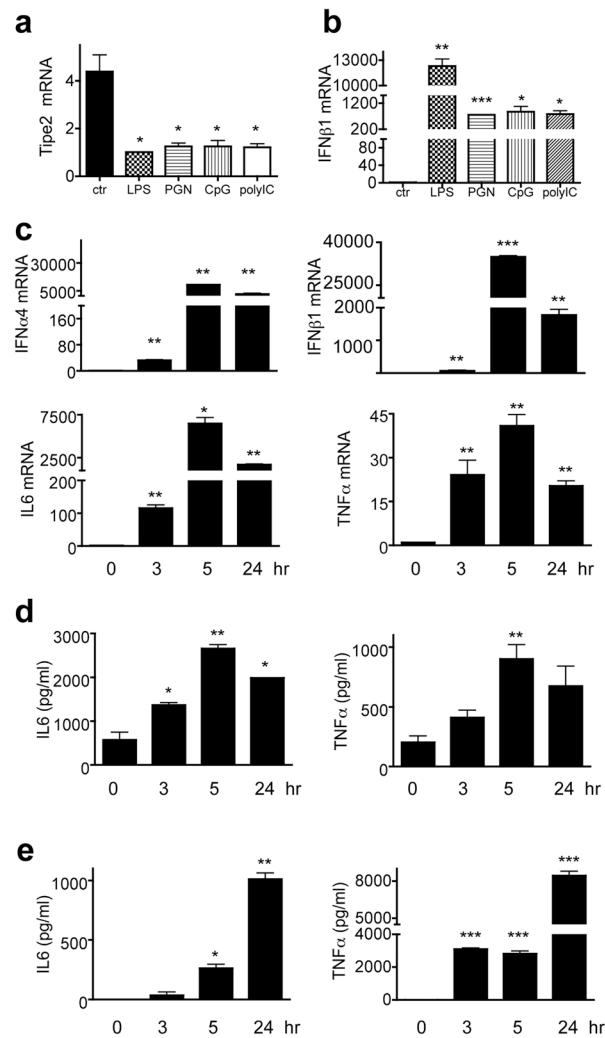 a
Tipe2 mRNA
4
2
0
*
*
*
*
ctr
LPS
PGN
CpG
polyIC
b
IFNβ1 mRNA
13000
10000
1200
200
80
40
0
**
***
*
*
ctr
LPS
PGN
CpG
polyIC
c
IFNα4 mRNA
30000
5000
160
80
0
**
**
**
IFNβ1 mRNA
40000
20000
2000
1000
**
***
**
IL6 mRNA
7500
2500
200
100
0
**
*
**
0 3 5 24 hr
TNFα mRNA
45
30
15
0
**
**
**
0 3 5 24 hr
d
IL6 (pg/ml)
3000
2000
1000
0
*
**
*
0 3 5 24 hr
TNFα (pg/ml)
1000
500
0
**
0 3 5 24 hr
e
IL6 (pg/ml)
1000
500
0
*
**
0 3 5 24 hr
TNFα (pg/ml)
8000
5000
4000
2000
0
***
***
***
0 3 5 24 hr